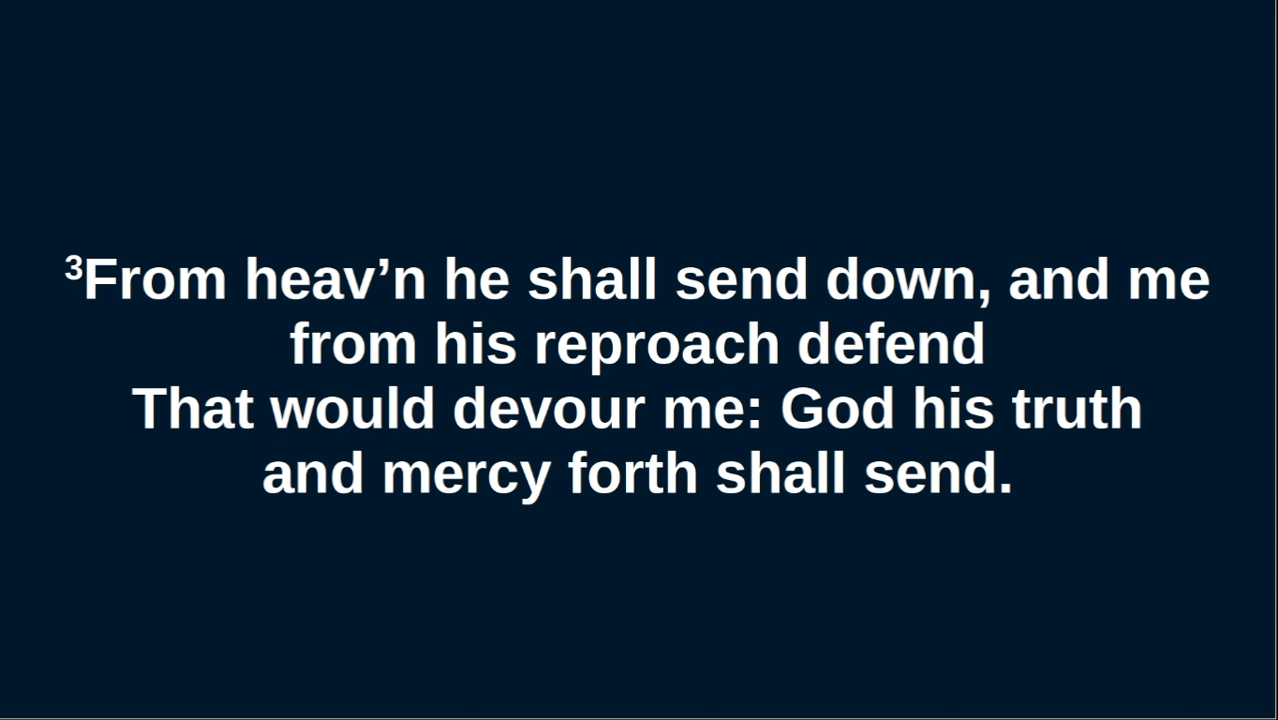 ³From heav’n he shall send down, and me
from his reproach defend
That would devour me: God his truth
and mercy forth shall send.